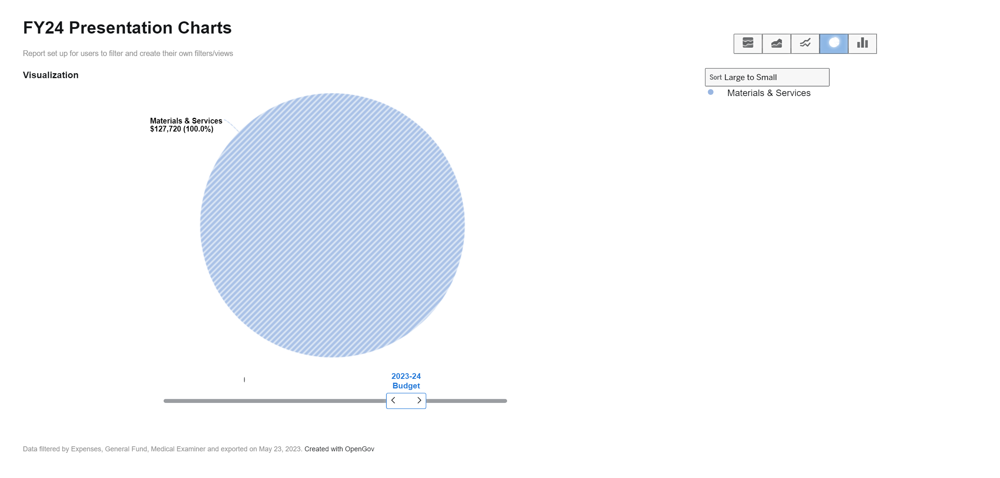 FY24 Presentation Charts
Report set up for users to filter and create their own filters/views
Visualization
Sort Large to Small
Materials & Services
Materials & Services
$127,720 (100.0%)
2023-24
Budget
Data filtered by Expenses, General Fund, Medical Examiner and exported on May 23, 2023. Created with OpenGov